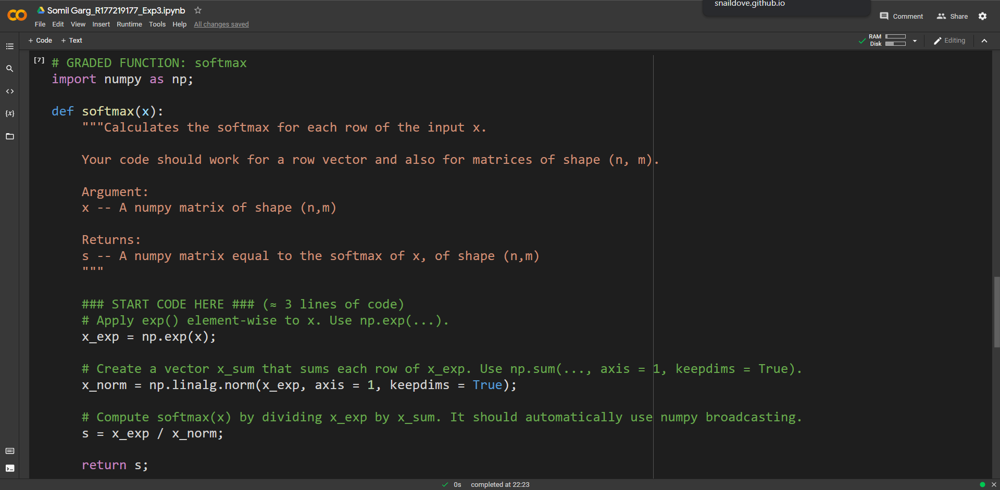 snaildove.github.io
Somil Garg_R177219177_Exp3.ipynb
File Edit View Insert Runtime Tools Help All changes saved
Comment Share
+ Code + Text
RAM
Disk
Editing
[7]
# GRADED FUNCTION: softmax
import numpy as np;
def softmax(x):
"""Calculates the softmax for each row of the input x.
Your code should work for a row vector and also for matrices of shape (n, m).
Argument:
x -- A numpy matrix of shape (n,m)
Returns:
s -- A numpy matrix equal to the softmax of x, of shape (n,m)
"""
### START CODE HERE ### (≈ 3 lines of code)
# Apply exp() element-wise to x. Use np.exp(...).
x_exp = np.exp(x);
# Create a vector x_sum that sums each row of x_exp. Use np.sum(..., axis = 1, keepdims = True).
x_norm = np.linalg.norm(x_exp, axis = 1, keepdims = True);
# Compute softmax(x) by dividing x_exp by x_sum. It should automatically use numpy broadcasting.
s = x_exp / x_norm;
return s;
0s completed at 22:23